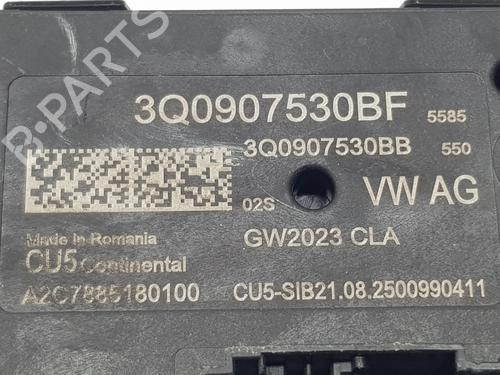 3Q0907530BF 5585
3Q0907530BB 550
02S VW AG
Made in Romania GW2023 CLA
CU5 Continental
A2C7885180100 CU5-SIB21.08.2500990411
B-PARTS